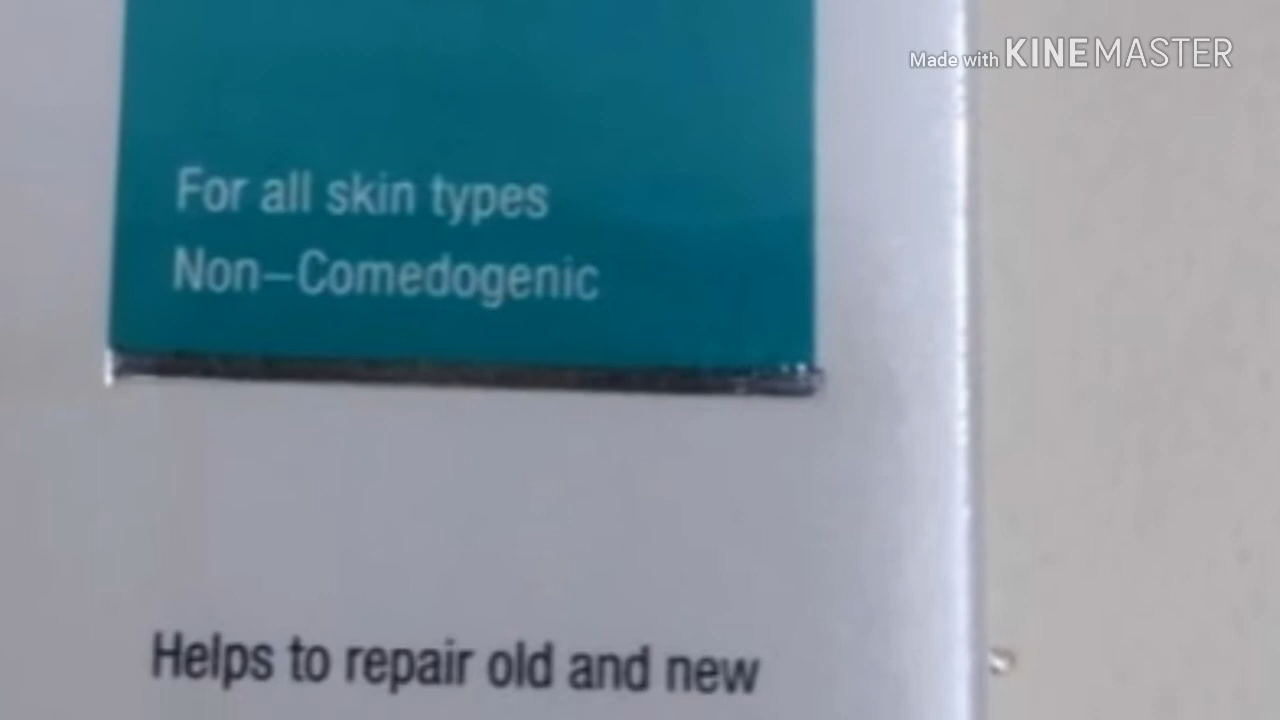 Made with KINEMASTER
For all skin types
Non–Comedogenic
Helps to repair old and new